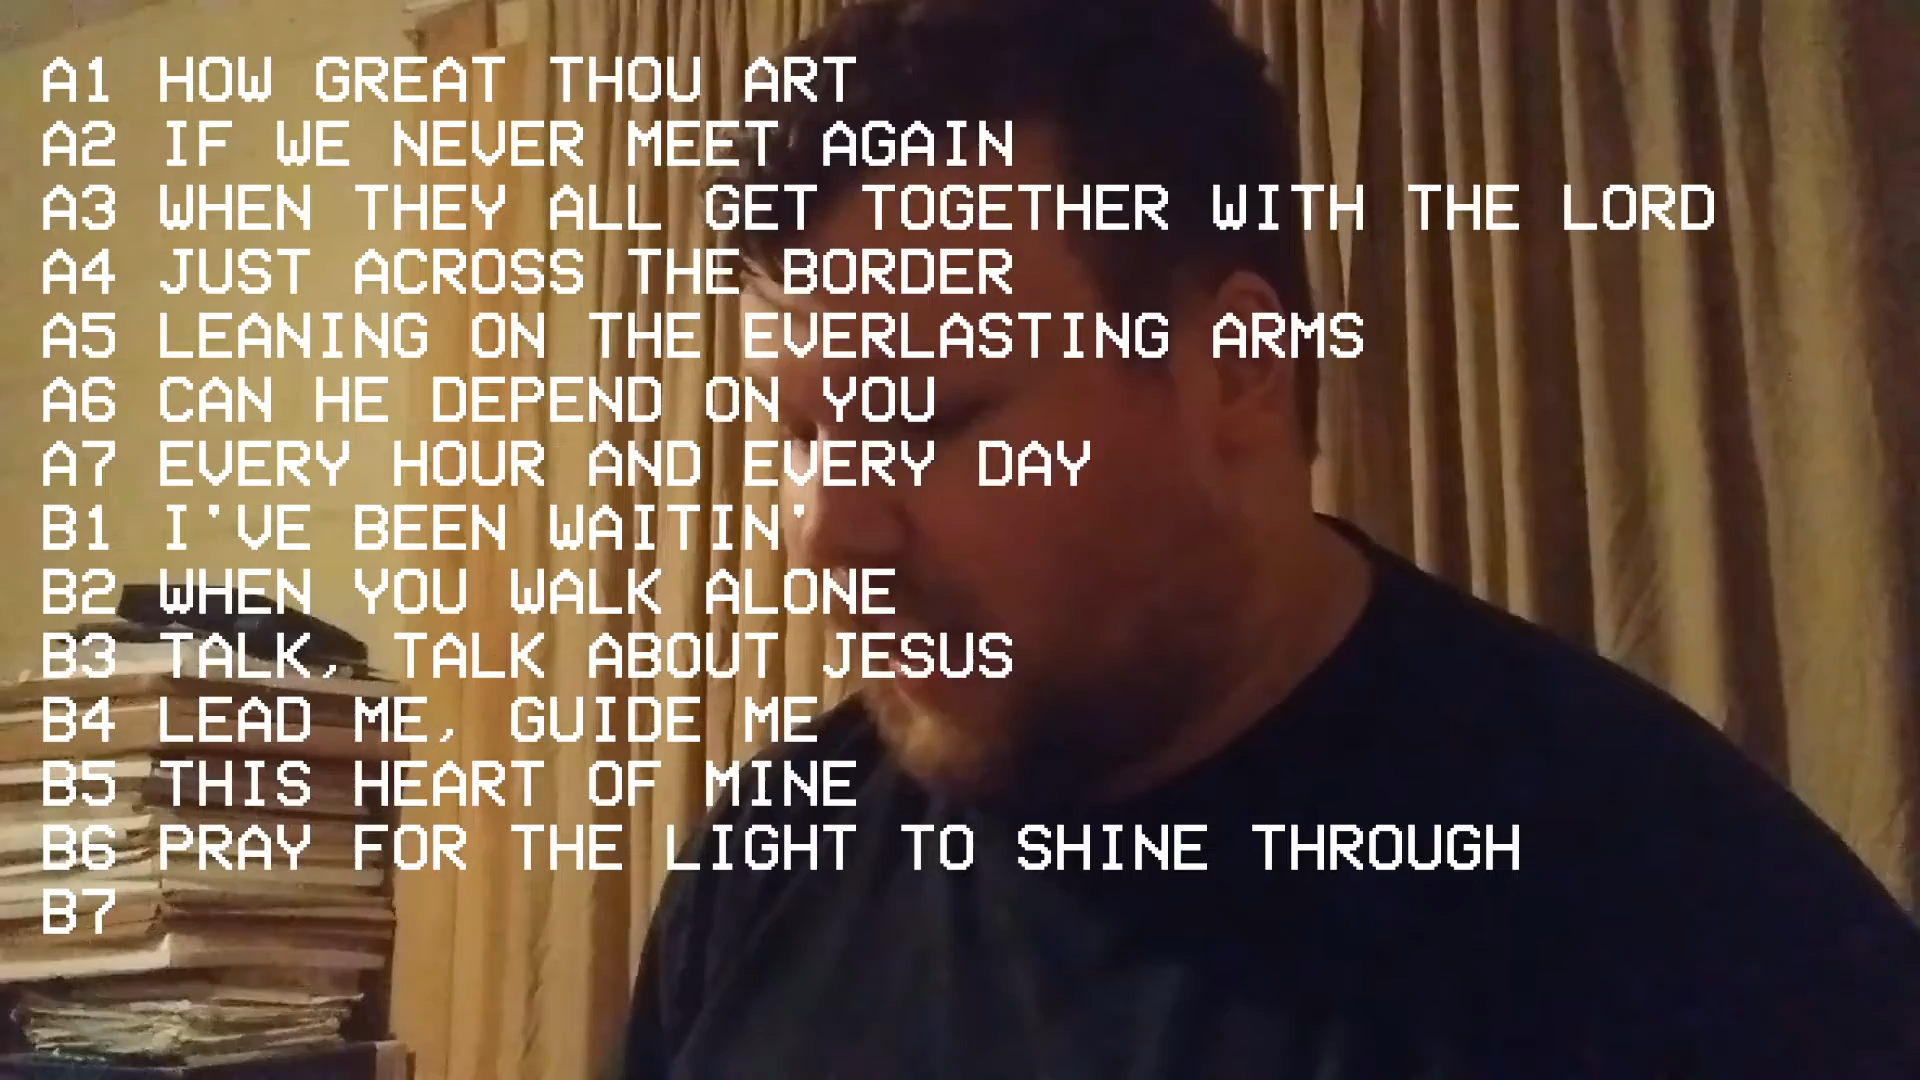 A1 HOW GREAT THOU ART
A2 IF WE NEVER MEET AGAIN
A3 WHEN THEY ALL GET TOGETHER WITH THE LORD
A4 JUST ACROSS THE BORDER
A5 LEANING ON THE EVERLASTING ARMS
A6 CAN HE DEPEND ON YOU
A7 EVERY HOUR AND EVERY DAY
B1 I'VE BEEN WAITIN'
B2 WHEN YOU WALK ALONE
B3 TALK, TALK ABOUT JESUS
B4 LEAD ME, GUIDE ME
B5 THIS HEART OF MINE
B6 PRAY FOR THE LIGHT TO SHINE THROUGH
B7